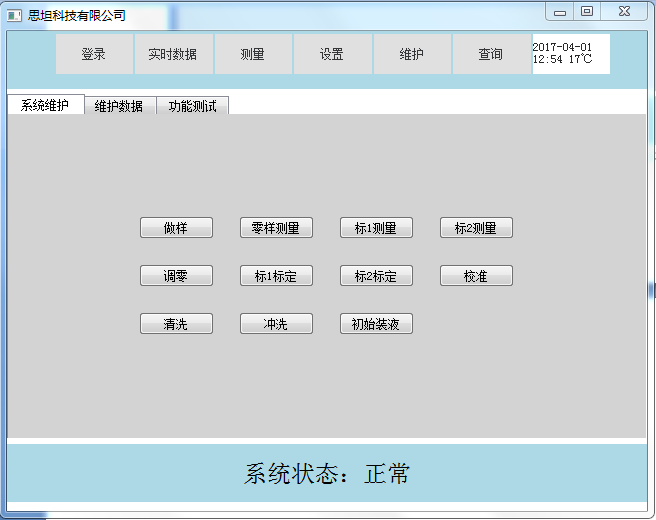 思坦科技有限公司
登录 实时数据 测量 设置 维护 查询 2017-04-01
12:54 17℃
系统维护 维护数据 功能测试
做样 零样测量 标1测量 标2测量
调零 标1标定 标2标定 校准
清洗 冲洗 初始装液
系统状态：正常